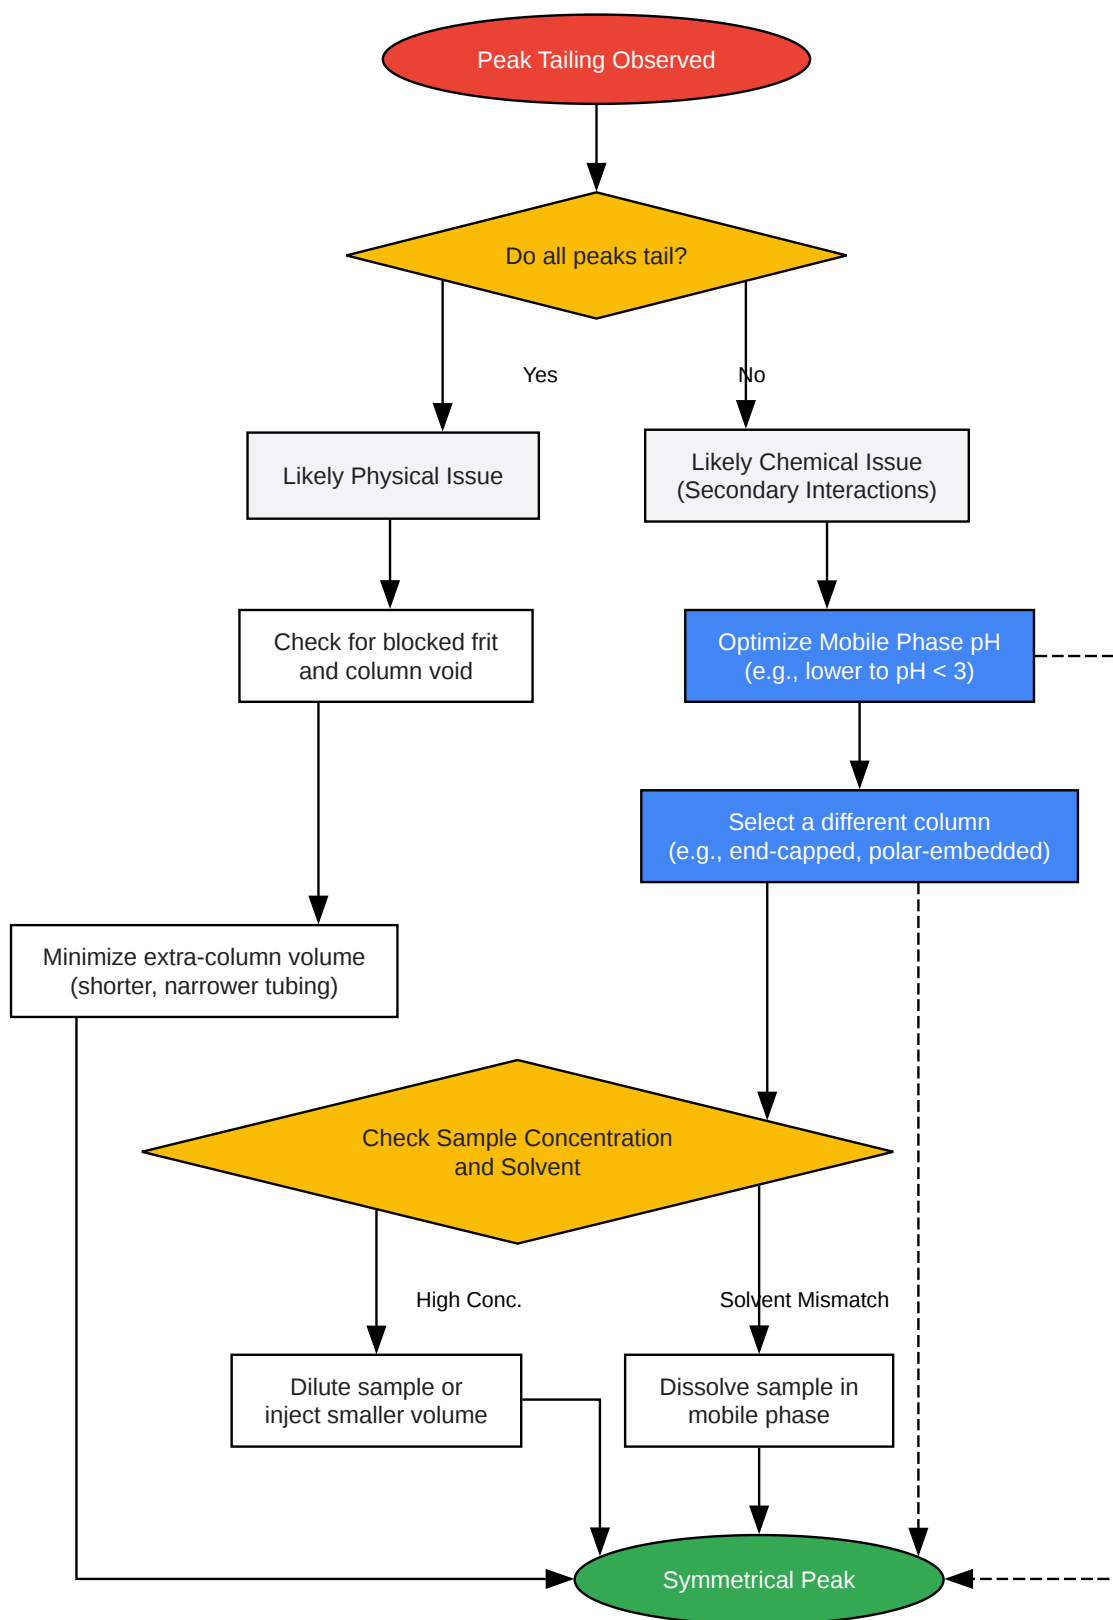 Peak Tailing Observed
Do all peaks tail?
Yes
No
Likely Physical Issue
Likely Chemical Issue
(Secondary Interactions)
Check for blocked frit
and column void
Optimize Mobile Phase pH
(e.g., lower to pH < 3)
Select a different column
(e.g., end-capped, polar-embedded)
Minimize extra-column volume
(shorter, narrower tubing)
Check Sample Concentration
and Solvent
High Conc.
Solvent Mismatch
Dilute sample or
inject smaller volume
Dissolve sample in
mobile phase
Symmetrical Peak